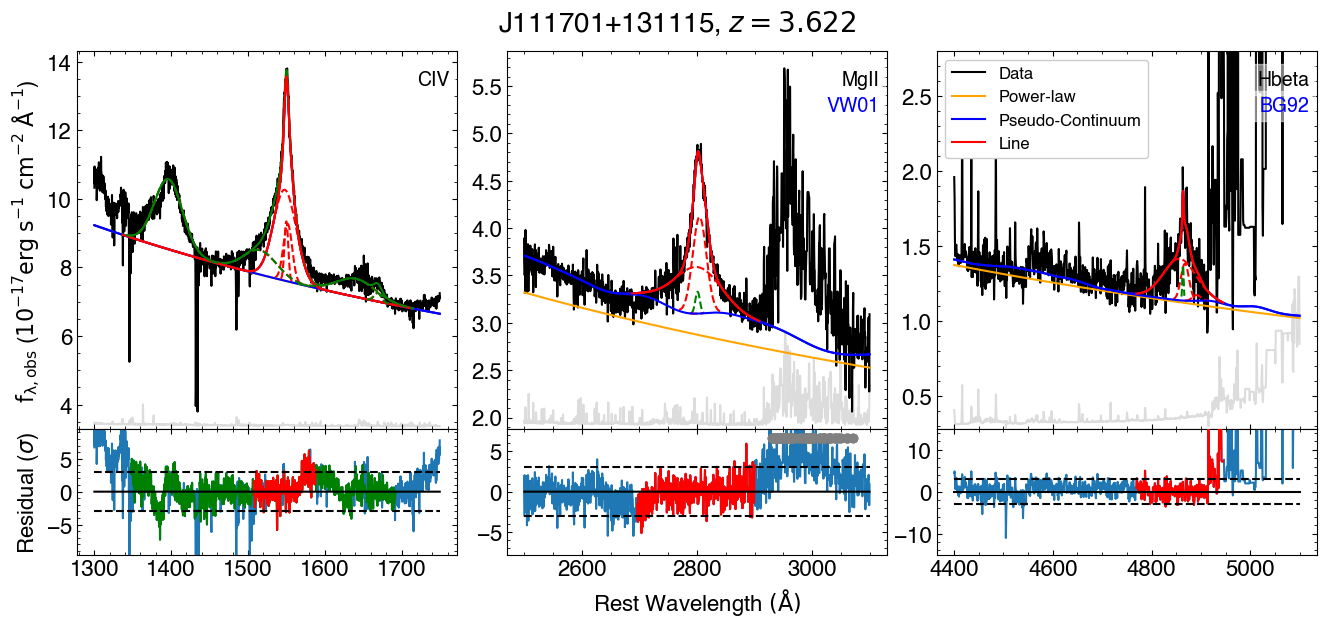 J111701+131115, z = 3.622
f_λ,obs (10⁻¹⁷erg s⁻¹ cm⁻² Å⁻¹)
14
12
10
8
6
4
CIV
5.5
5.0
4.5
4.0
3.5
3.0
2.5
2.0
MgII
VW01
2.5
2.0
1.5
1.0
0.5
Data
Power-law
Pseudo-Continuum
Line
Hbeta
BG92
Residual (σ)
5
0
−5
5
0
−5
10
0
−10
1300 1400 1500 1600 1700
2600 2800 3000
4400 4600 4800 5000
Rest Wavelength (Å)